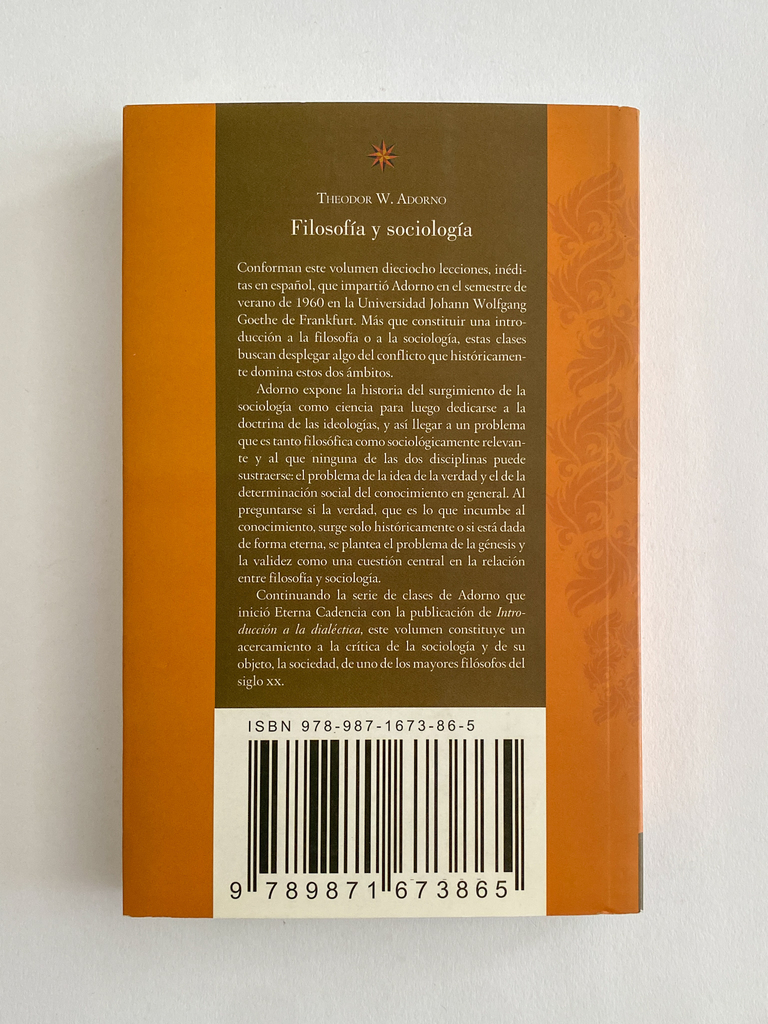 Theodor W. Adorno
Filosofía y sociología
Conforman este volumen dieciocho lecciones, inédi-
tas en español, que impartió Adorno en el semestre de
verano de 1960 en la Universidad Johann Wolfgang
Goethe de Frankfurt. Más que constituir una intro-
ducción a la filosofía o a la sociología, estas clases
buscan desplegar algo del conflicto que históricamen-
te domina estos dos ámbitos.
Adorno expone la historia del surgimiento de la
sociología como ciencia para luego dedicarse a la
doctrina de las ideologías, y así llegar a un problema
que es tanto filosófica como sociológicamente relevan-
te y al que ninguna de las dos disciplinas puede
sustraerse: el problema de la idea de la verdad y el de la
determinación social del conocimiento en general. Al
preguntarse si la verdad, que es lo que incumbe al
conocimiento, surge solo históricamente o si está dada
de forma eterna, se plantea el problema de la génesis y
la validez como una cuestión central en la relación
entre filosofía y sociología.
Continuando la serie de clases de Adorno que
inició Eterna Cadencia con la publicación de Intro-
ducción a la dialéctica, este volumen constituye un
acercamiento a la crítica de la sociología y de su
objeto, la sociedad, de uno de los mayores filósofos del
siglo xx.
ISBN 978-987-1673-86-5
9 789871 673865